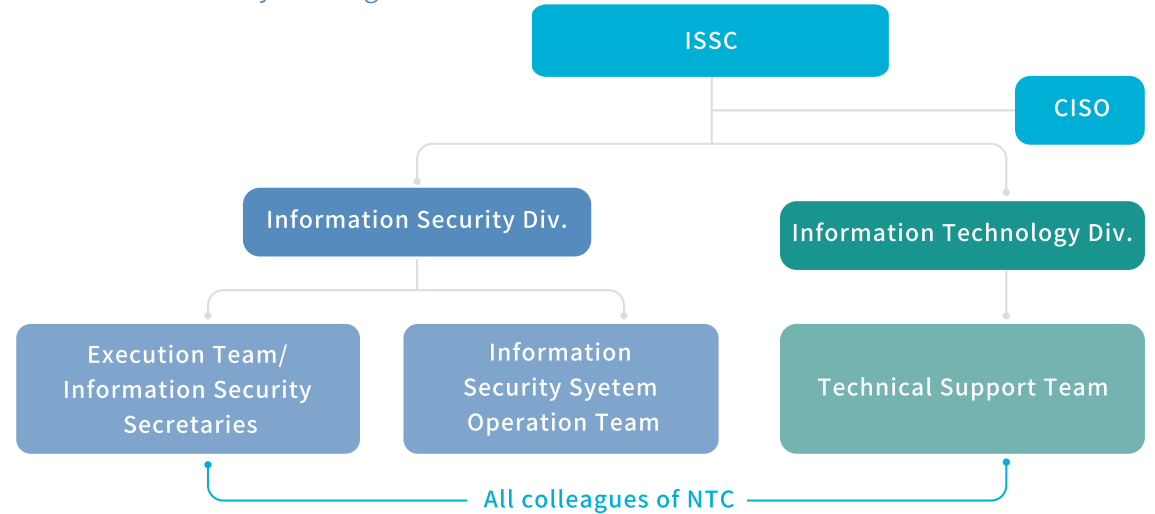 ISSC
CISO
Information Security Div.
Information Technology Div.
Execution Team/
Information Security
Secretaries
Information
Security Syetem
Operation Team
Technical Support Team
All colleagues of NTC